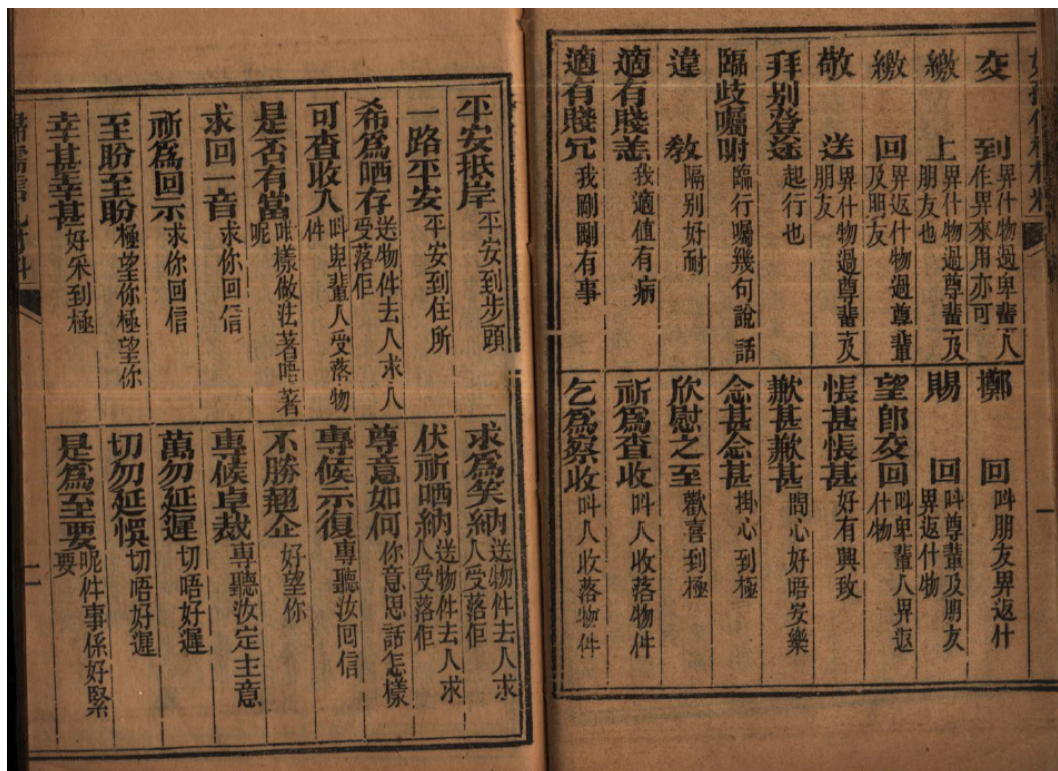 交到 畀什物過卑輩人作畀來用亦可
繳上 畀什物過尊輩及朋友也
繳回 畀返什物過尊輩及朋友
敬送 畀什物過尊輩及朋友
拜别登途 起行也
臨歧囑咐 臨行囑幾句說話
違教 隔别好耐
適有賤恙 我適值有病
適有賤冗 我剛剛有事
擲回 叫朋友畀返什
賜回 叫尊輩及朋友畀返什物
望卽交回 叫卑輩人畀返什物
悵甚悵甚 好有興致
歉甚歉甚 問心好唔安樂
念甚念甚 掛心到極
欣慰之至 歡喜到極
祈爲查收 叫人收落物件
乞爲察收 叫人收落物件
一
平安抵岸 平安到步頭
一路平安 平安到住所
希爲哂存 送物件去人求人受落佢
可查收入 叫卑輩人受落物件
是否有當 咁樣做法著唔著呢
求回一音 求你回信
祈爲回示 求你回信
至盼至盼 極望你極望你
幸甚幸甚 好采到極
求爲笑納 送物件去人求人受落佢
伏祈哂納 送物件去人求人受落佢
尊意如何 你意思話怎樣
專候示復 專聽汝回信
不勝翹企 好望你
專候卓裁 專聽汝定主意
萬勿延遲 切唔好遲
切勿延悞 切唔好遲
是爲至要 呢件事係好緊要
二